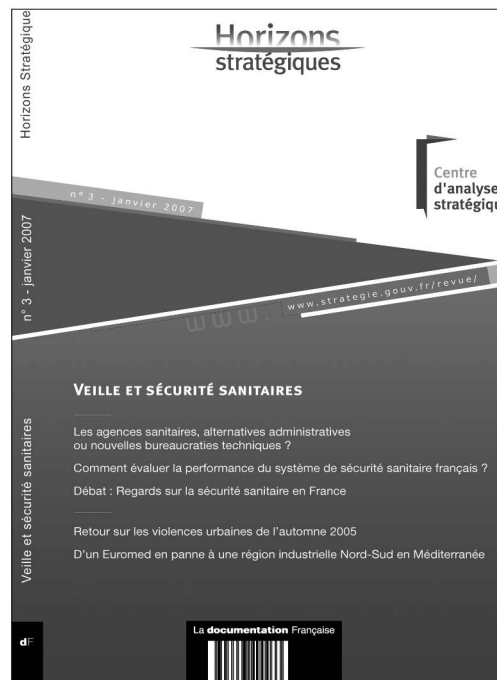 Horizons
stratégiques
Horizons Stratégique
Centre
d'analyse
stratégiqu
n° 3 - janvier 2007
n° 3 - janvier 2007
www.strategie.gouv.fr/revue/
www.
VEILLE ET SÉCURITÉ SANITAIRES
Les agences sanitaires, alternatives administratives
ou nouvelles bureaucraties techniques ?
Comment évaluer la performance du système de sécurité sanitaire français ?
Débat : Regards sur la sécurité sanitaire en France
Retour sur les violences urbaines de l'automne 2005
D'un Euromed en panne à une région industrielle Nord-Sud en Méditerranée
Veille et sécurité sanitaires
dF
La documentation Française